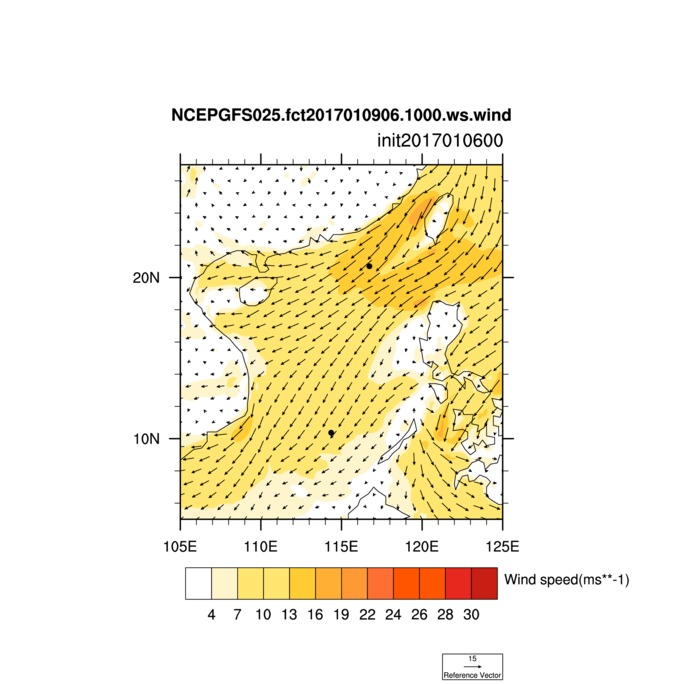 NCEPGFS025.fct2017010906.1000.ws.wind
init2017010600
20N
10N
105E 110E 115E 120E 125E
4 7 10 13 16 19 22 24 26 28 30
Wind speed(ms**-1)
15
Reference Vector